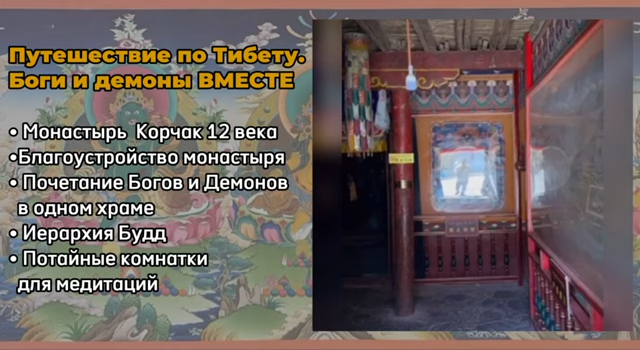 Путешествие по Тибету.
Боги и демоны ВМЕСТЕ
• Монастырь Корчак 12 века
•Благоустройство монастыря
• Почетание Богов и Демонов
в одном храме
• Иерархия Будд
• Потайные комнатки
для медитаций